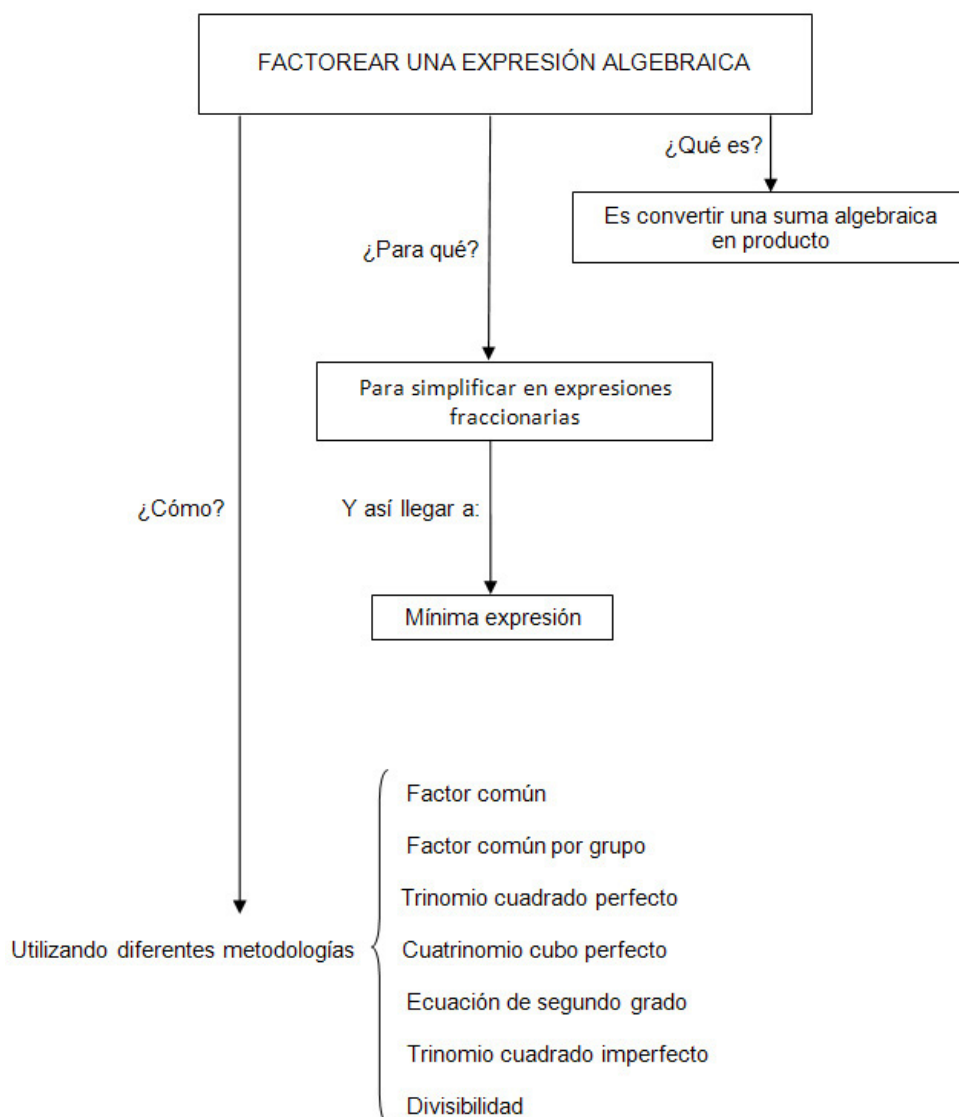 FACTOREAR UNA EXPRESIÓN ALGEBRAICA
¿Qué es?
Es convertir una suma algebraica
en producto
¿Para qué?
Para simplificar en expresiones
fraccionarias
¿Cómo?
Y así llegar a:
Mínima expresión
Utilizando diferentes metodologías
Factor común
Factor común por grupo
Trinomio cuadrado perfecto
Cuatrinomio cubo perfecto
Ecuación de segundo grado
Trinomio cuadrado imperfecto
Divisibilidad